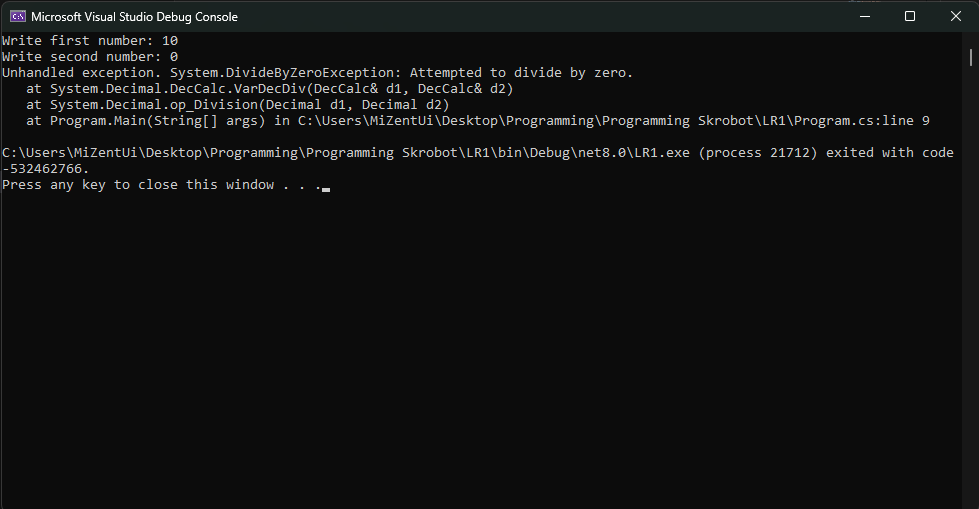 Microsoft Visual Studio Debug Console
Write first number: 10
Write second number: 0
Unhandled exception. System.DivideByZeroException: Attempted to divide by zero.
   at System.Decimal.DecCalc.VarDecDiv(DecCalc& d1, DecCalc& d2)
   at System.Decimal.op_Division(Decimal d1, Decimal d2)
   at Program.Main(String[] args) in C:\Users\MiZentUi\Desktop\Programming\Programming Skrobot\LR1\Program.cs:line 9
C:\Users\MiZentUi\Desktop\Programming\Programming Skrobot\LR1\bin\Debug\net8.0\LR1.exe (process 21712) exited with code
-532462766.
Press any key to close this window . . .